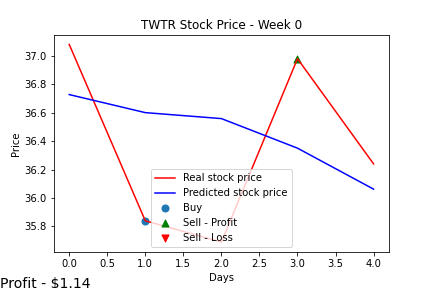 TWTR Stock Price - Week 0
37.0
36.8
36.6
36.4
36.2
36.0
35.8
Price
Real stock price
Predicted stock price
Buy
Sell - Profit
Sell - Loss
0.0 0.5 1.0 1.5 2.0 2.5 3.0 3.5 4.0
Days
Profit - $1.14